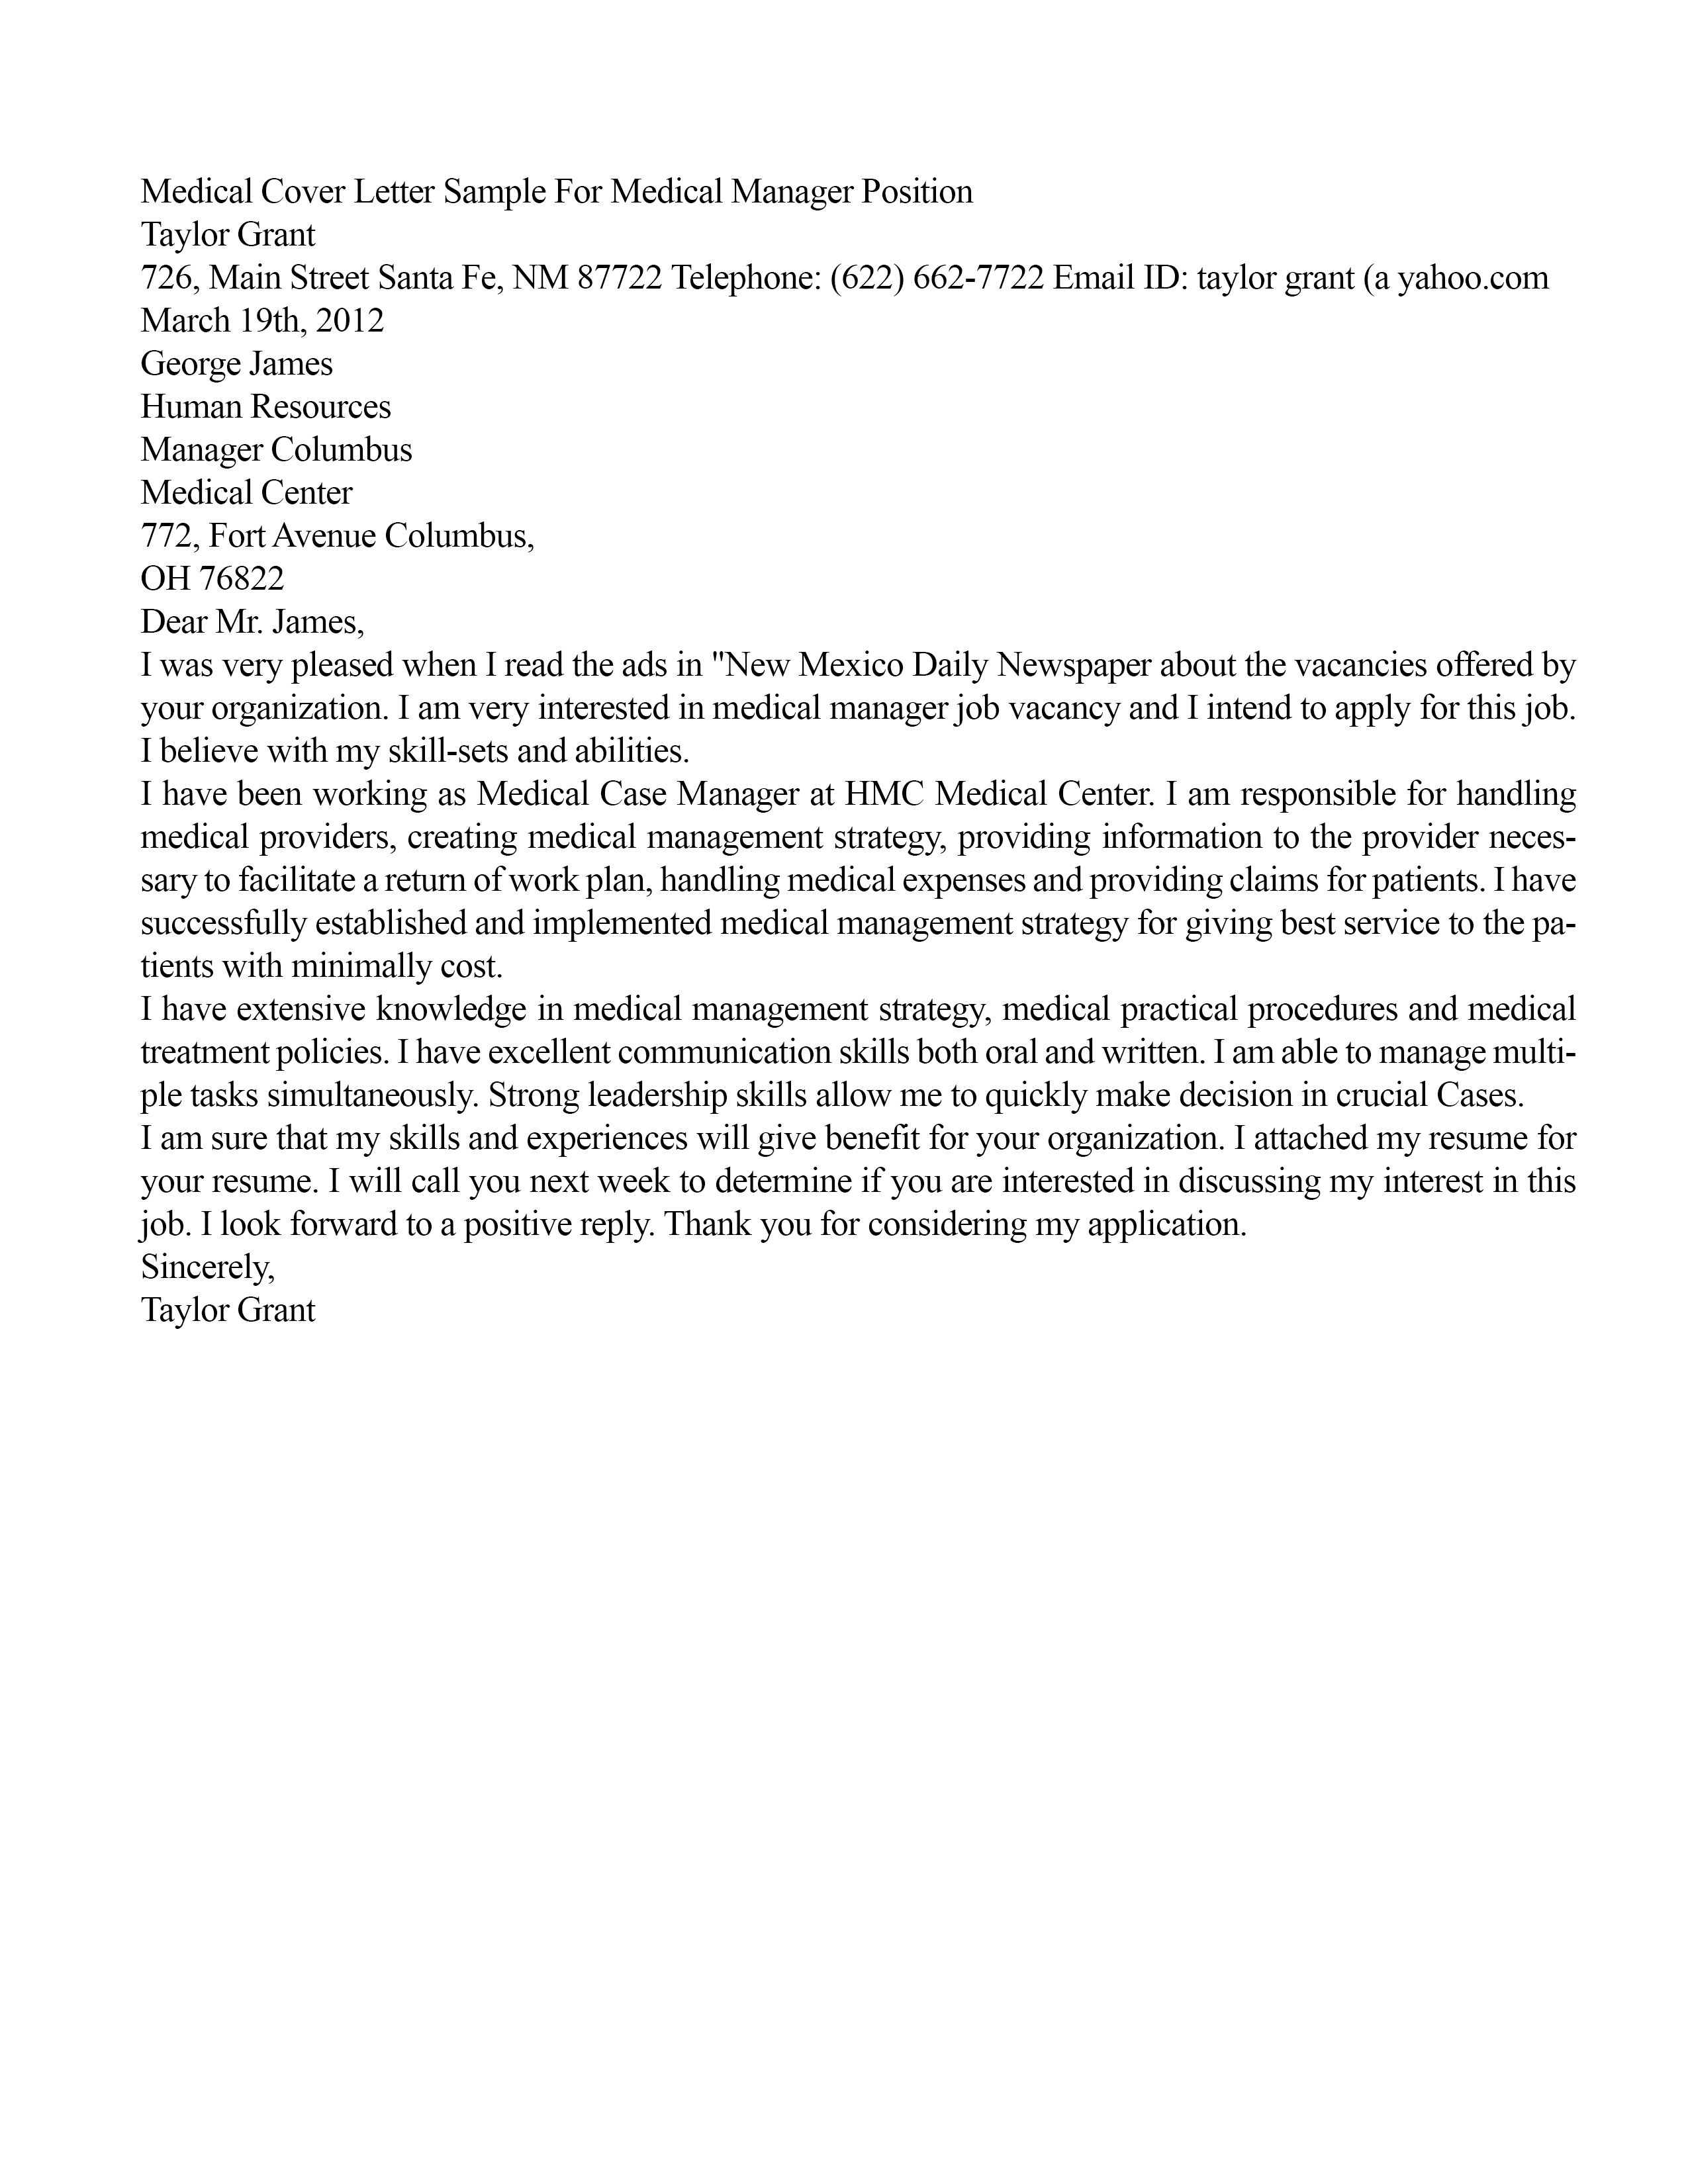 Medical Cover Letter Sample For Medical Manager Position
Taylor Grant
726, Main Street Santa Fe, NM 87722 Telephone: (622) 662-7722 Email ID: taylor grant (a yahoo.com
March 19th, 2012
George James
Human Resources
Manager Columbus
Medical Center
772, Fort Avenue Columbus,
OH 76822
Dear Mr. James,
I was very pleased when I read the ads in "New Mexico Daily Newspaper about the vacancies offered by
your organization. I am very interested in medical manager job vacancy and I intend to apply for this job.
I believe with my skill-sets and abilities.
I have been working as Medical Case Manager at HMC Medical Center. I am responsible for handling
medical providers, creating medical management strategy, providing information to the provider neces-
sary to facilitate a return of work plan, handling medical expenses and providing claims for patients. I have
successfully established and implemented medical management strategy for giving best service to the pa-
tients with minimally cost.
I have extensive knowledge in medical management strategy, medical practical procedures and medical
treatment policies. I have excellent communication skills both oral and written. I am able to manage multi-
ple tasks simultaneously. Strong leadership skills allow me to quickly make decision in crucial Cases.
I am sure that my skills and experiences will give benefit for your organization. I attached my resume for
your resume. I will call you next week to determine if you are interested in discussing my interest in this
job. I look forward to a positive reply. Thank you for considering my application.
Sincerely,
Taylor Grant